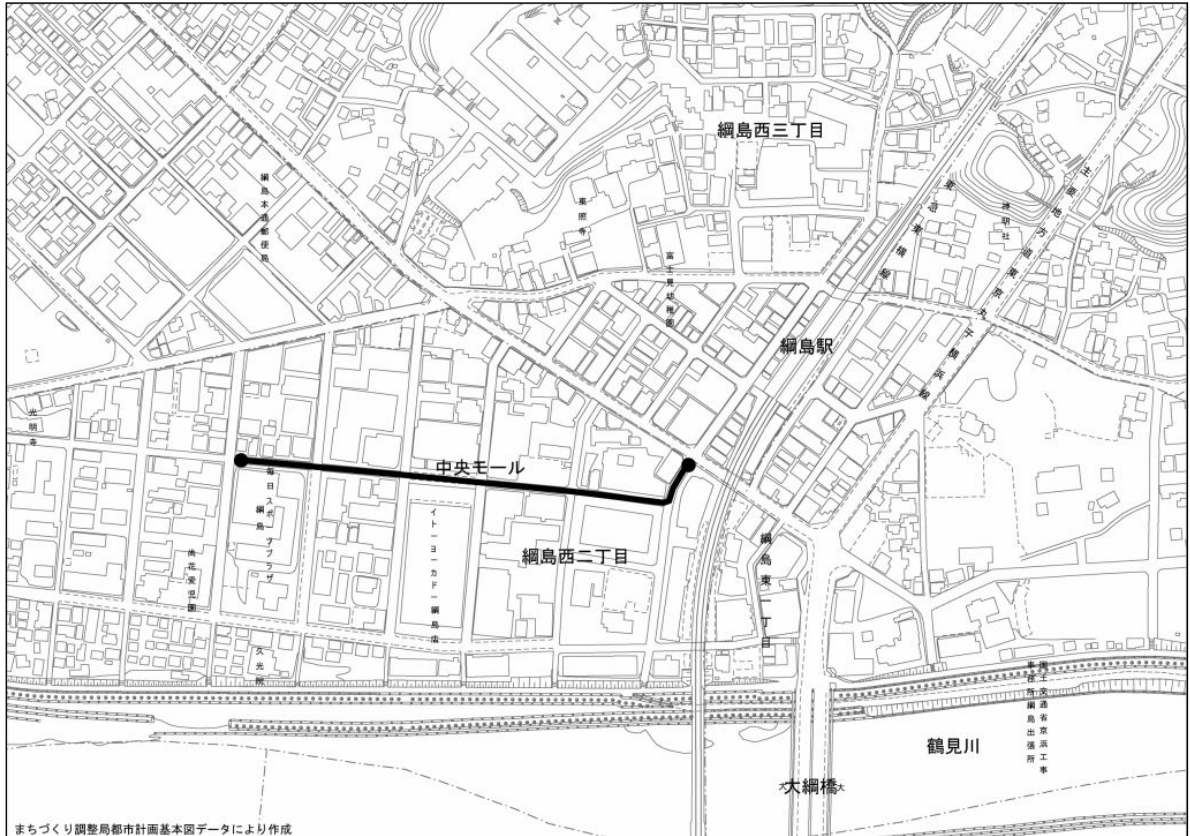 綱島西三丁目
綱島本通郵便局
東照寺
富士見幼稚園
神明社
東急東横線
主要地方道東京丸子横浜線
綱島駅
光明寺
中央モール
毎日スポーツプラザ
綱島
尚花愛児園
イトーヨーカドー綱島店
綱島西二丁目
綱島東一丁目
久光院
国土交通省京浜工事
事務所綱島出張所
鶴見川
大大綱橋大
まちづくり調整局都市計画基本図データにより作成